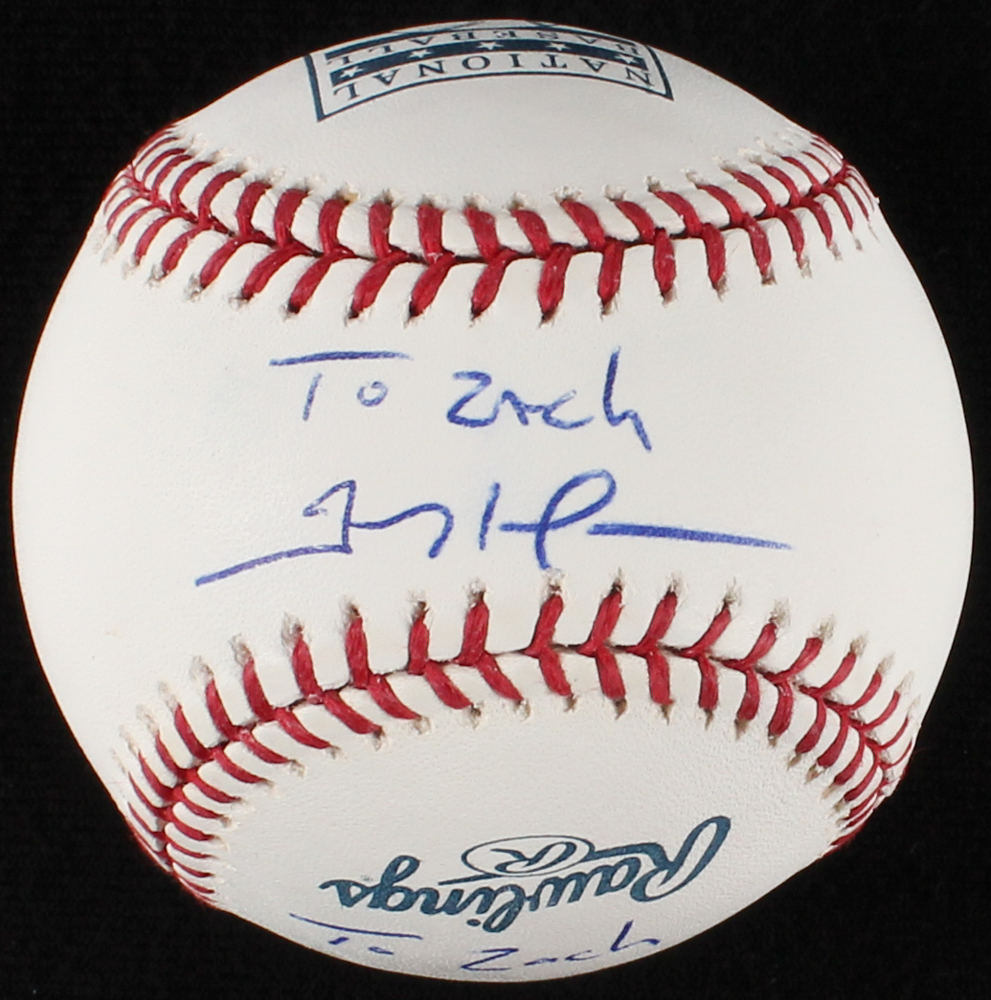 NATIONAL
BASEBALL
To Zach
Rawlings
R
To Zach